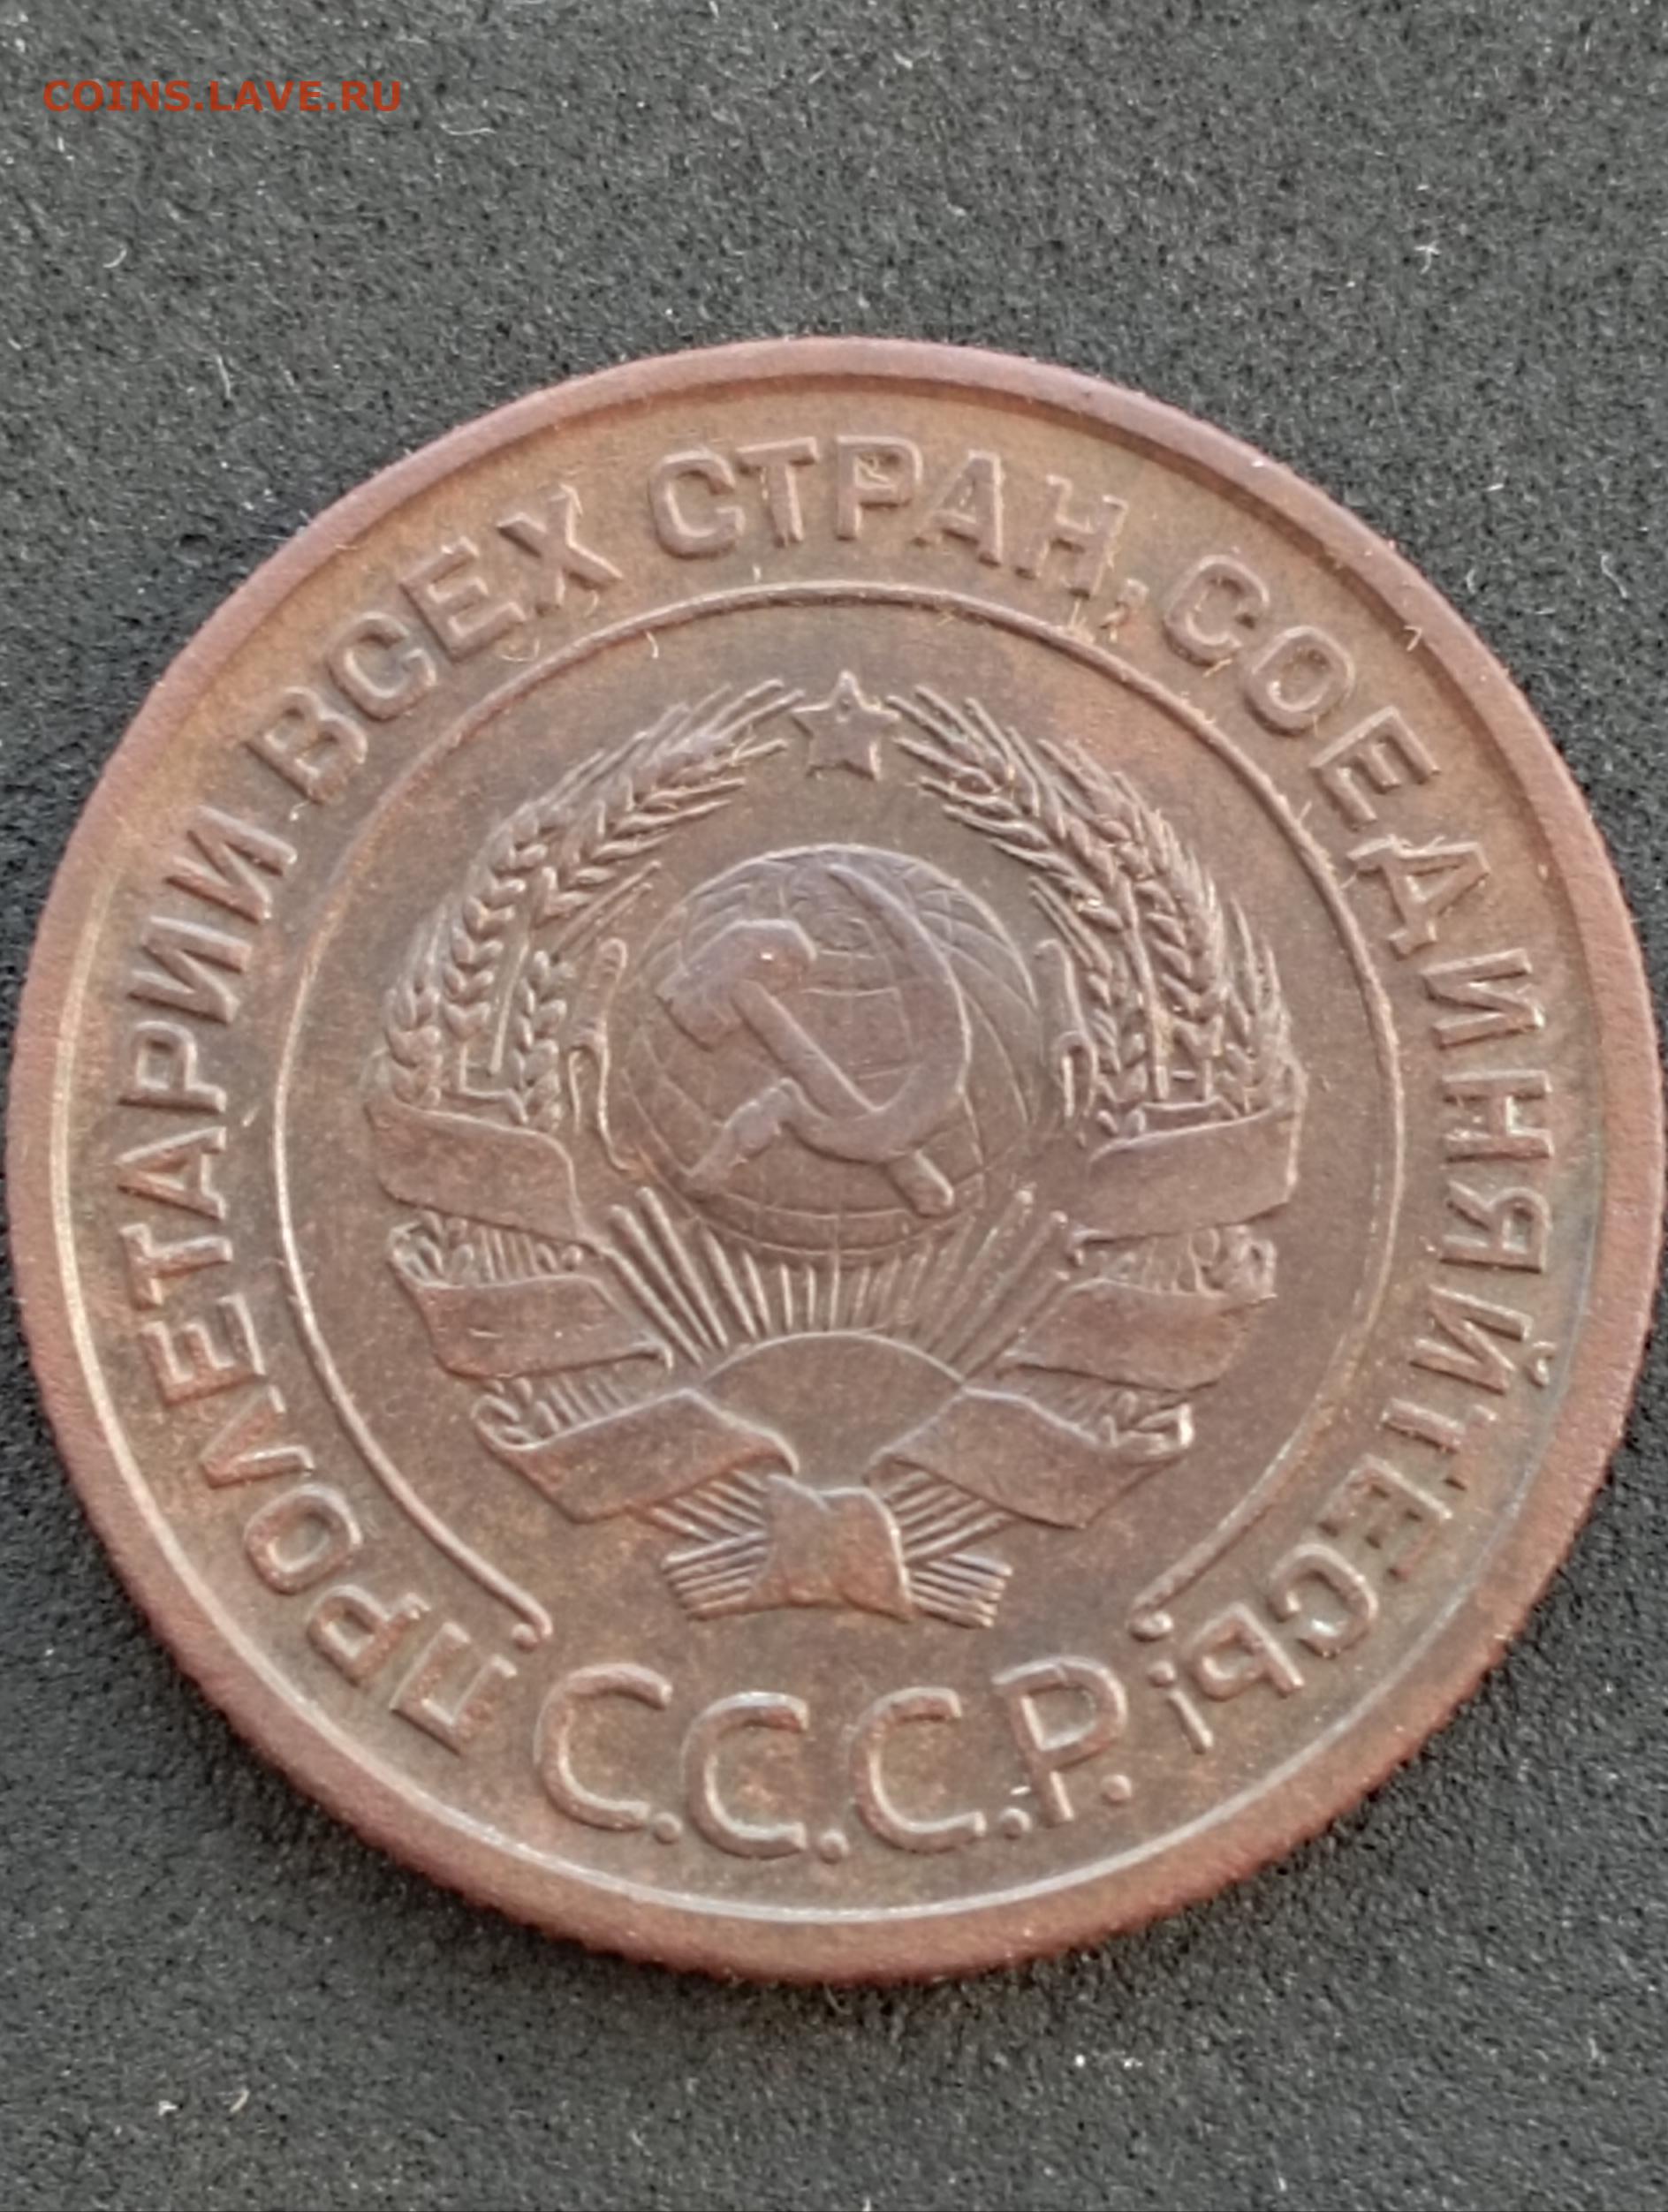 COINS.LAVE.RU
ПРОЛЕТАРИИ ВСЕХ СТРАН, СОЕДИНЯЙТЕСЬ!
С.С.С.Р.